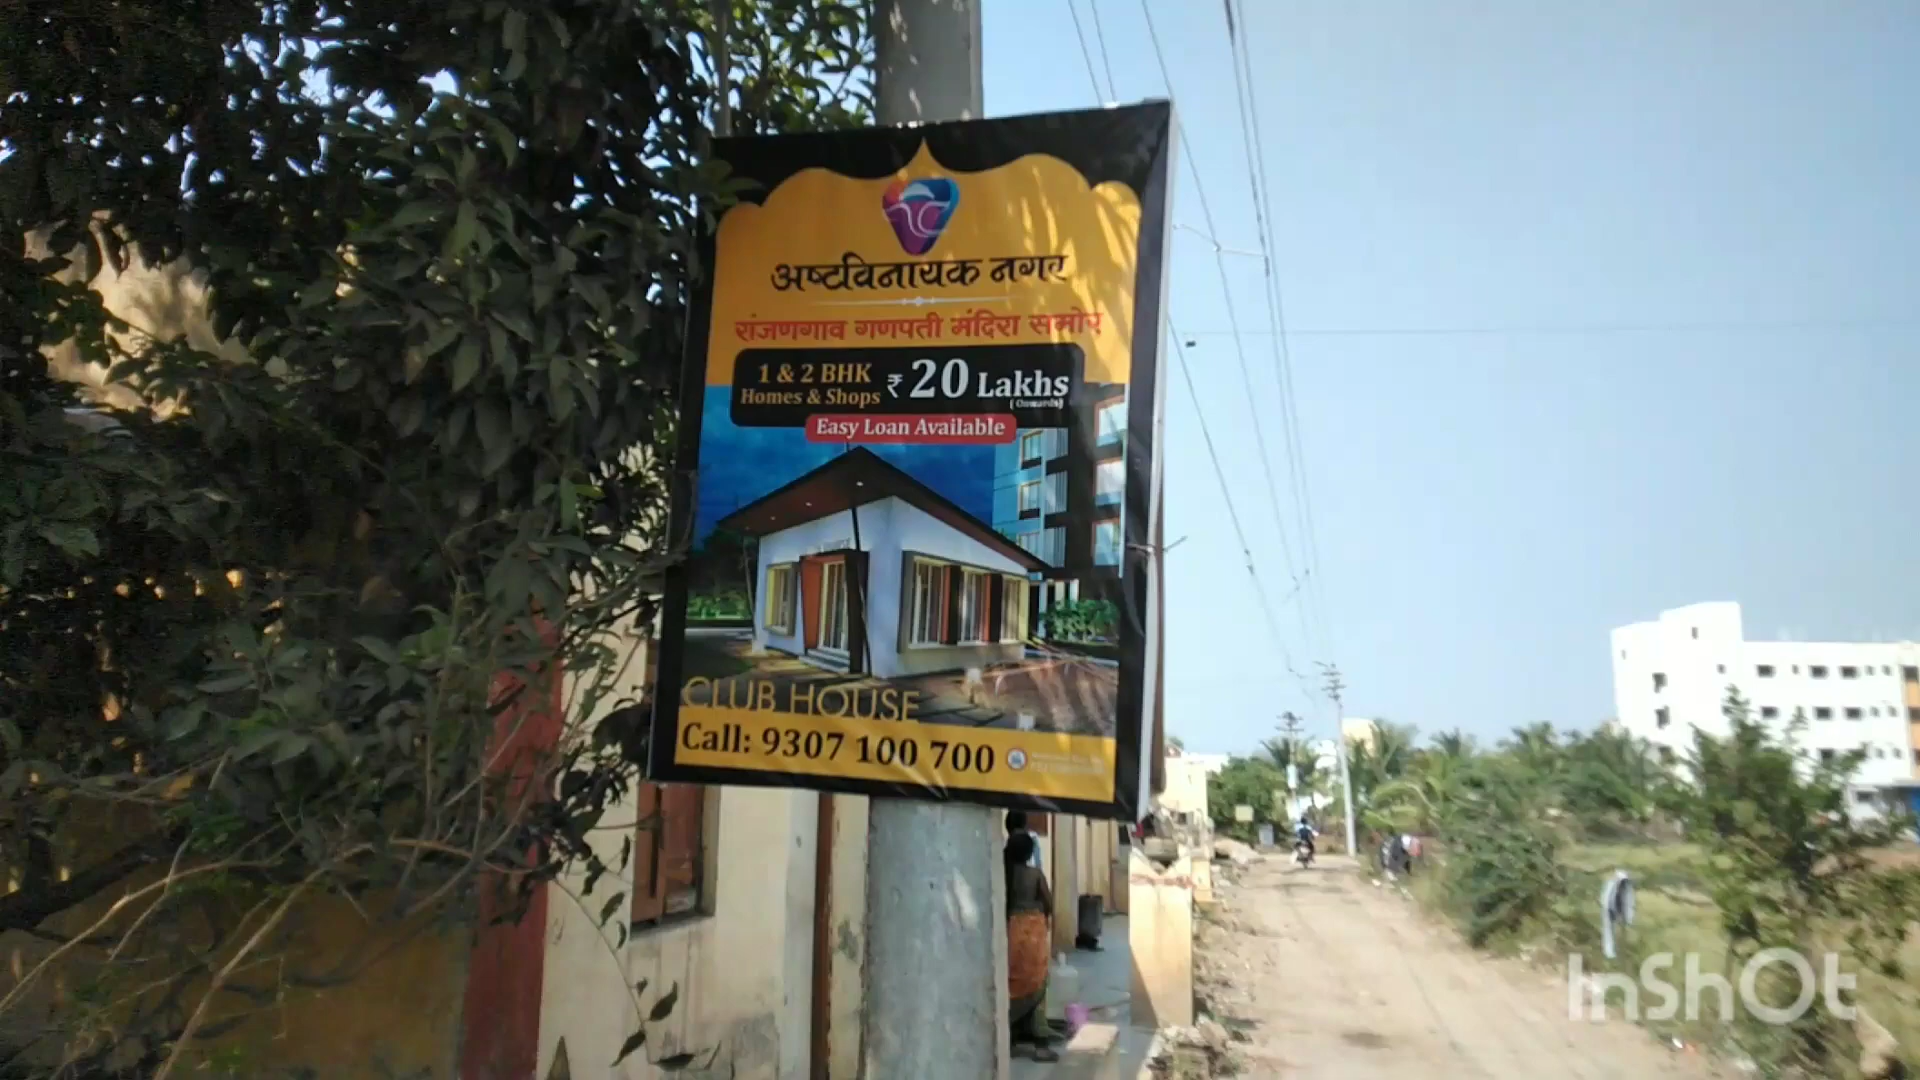 अष्टविनायक नगर
रांजणगाव गणपती मंदिरा समोर
1 & 2 BHK
Homes & Shops
₹ 20 Lakhs
(Onwards)
Easy Loan Available
CLUB HOUSE
Call: 9307 100 700
InShOt